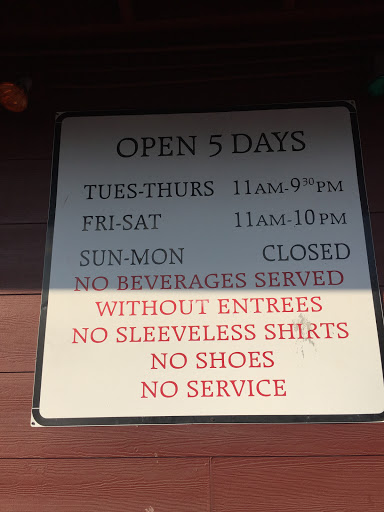 OPEN 5 DAYS
TUES-THURS 11AM-9³⁰PM
FRI-SAT 11AM-10PM
SUN-MON CLOSED
NO BEVERAGES SERVED
WITHOUT ENTREES
NO SLEEVELESS SHIRTS
NO SHOES
NO SERVICE